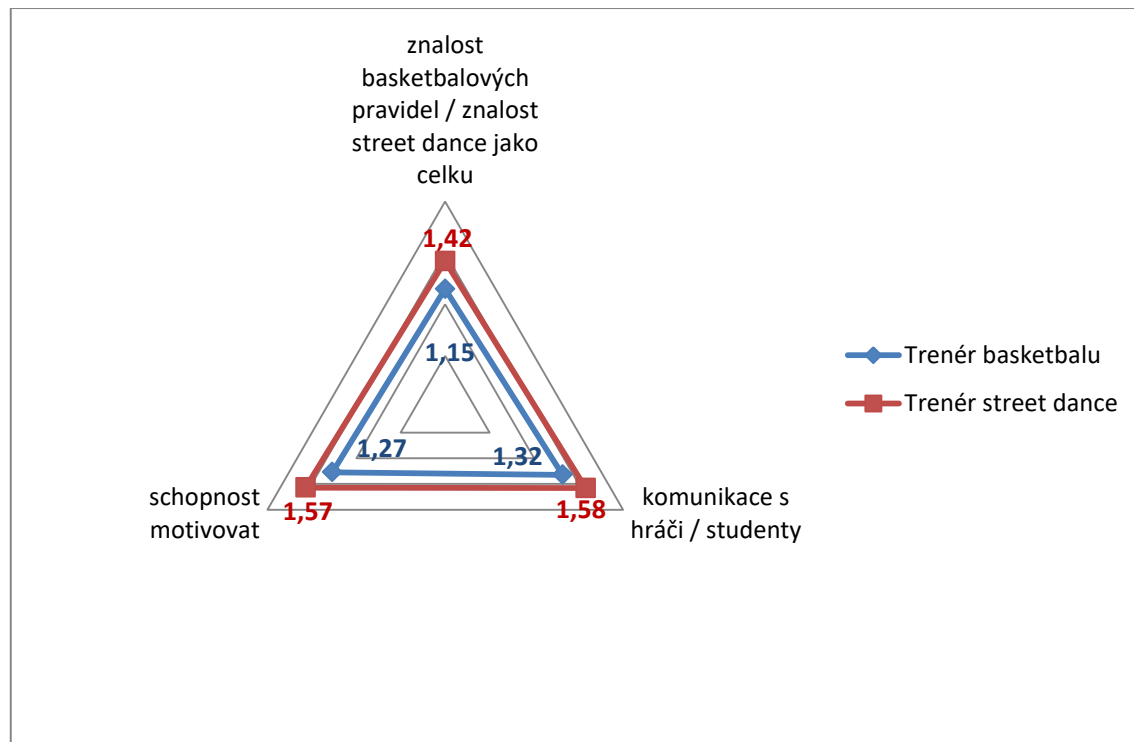 znalost
basketbalových
pravidel / znalost
street dance jako
celku
1,42
1,15
1,27
1,32
1,57
1,58
schopnost
motivovat
komunikace s
hráči / studenty
Trenér basketbalu
Trenér street dance